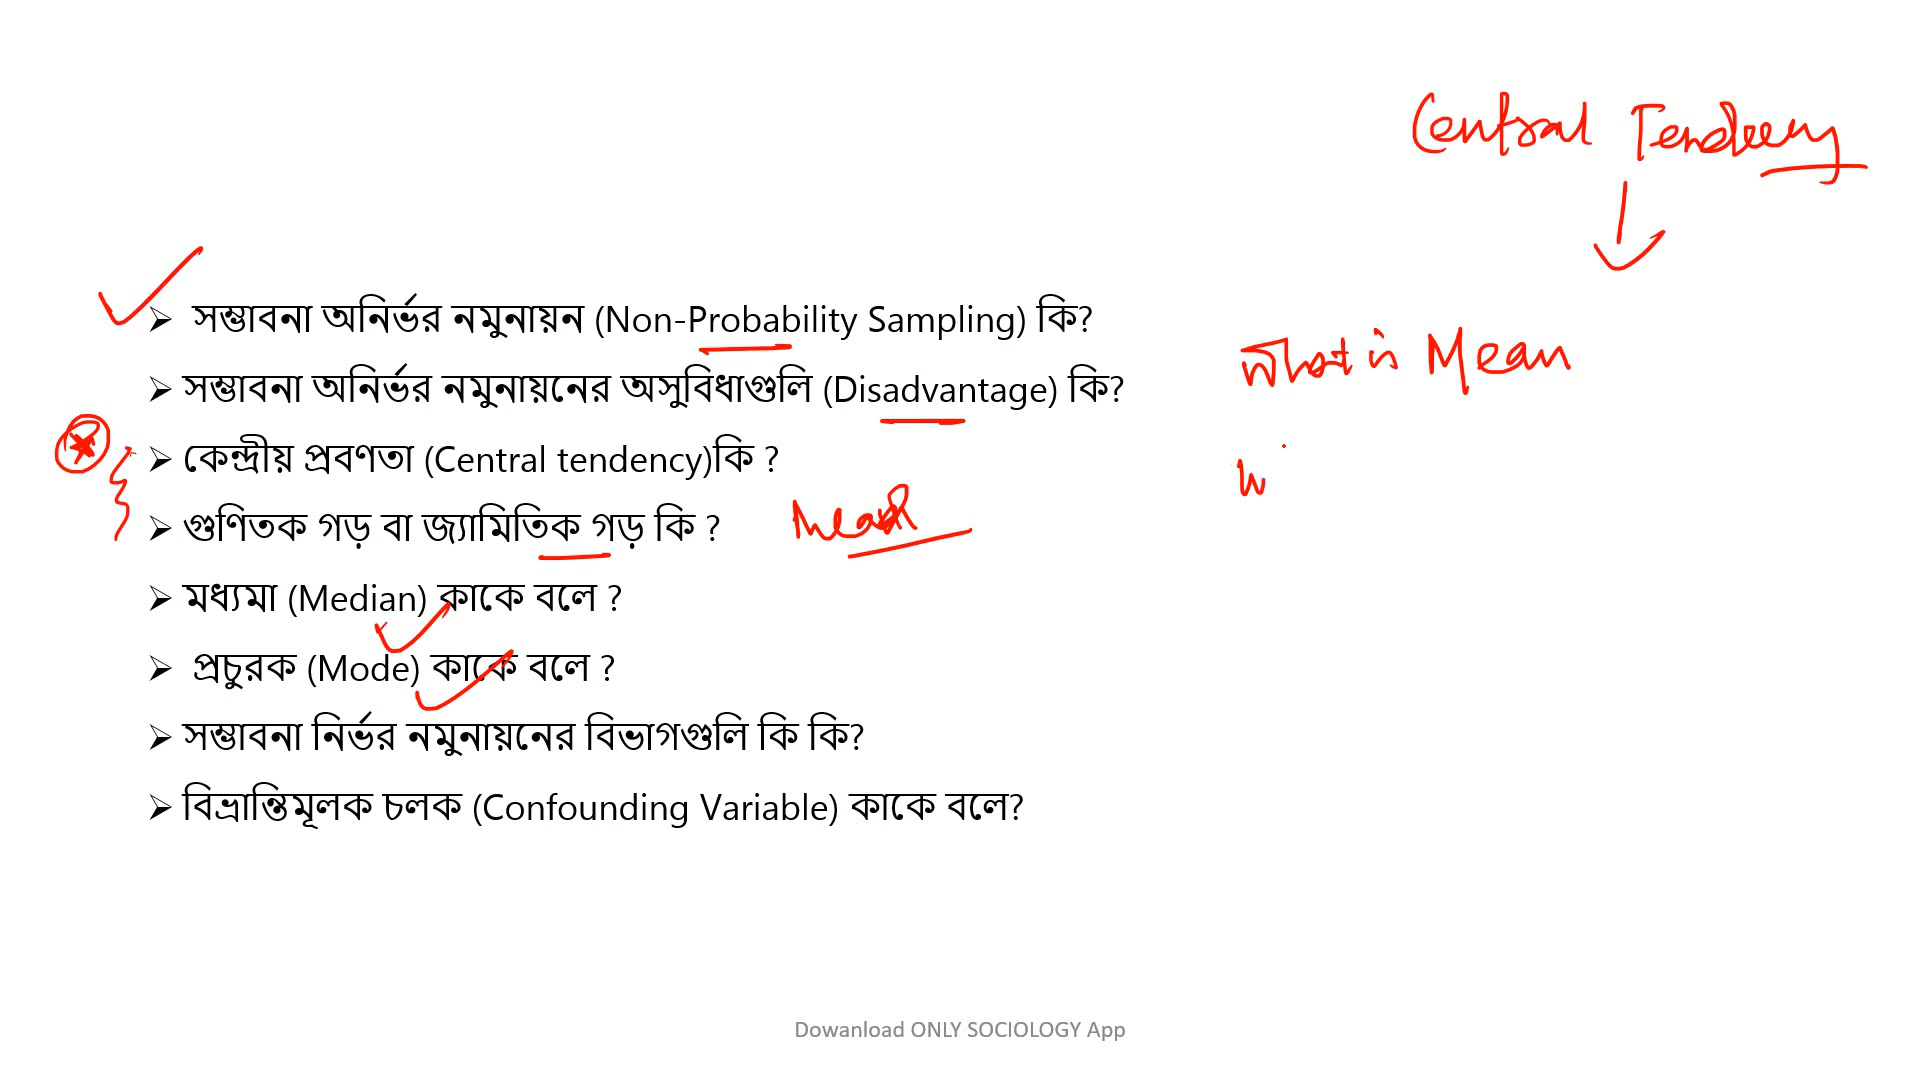 Central Tendency
➢ সম্ভাবনা অনির্ভর নমুনায়ন (Non-Probability Sampling) কি?
What is Mean
➢ সম্ভাবনা অনির্ভর নমুনায়নের অসুবিধাগুলি (Disadvantage) কি?
➢ কেন্দ্রীয় প্রবণতা (Central tendency)কি ?
W
➢ গুণিতক গড় বা জ্যামিতিক গড় কি ?
➢ মধ্যমা (Median) কাকে বলে ?
➢ প্রচুরক (Mode) কাকে বলে ?
➢ সম্ভাবনা নির্ভর নমুনায়নের বিভাগগুলি কি কি?
➢ বিভ্রান্তিমূলক চলক (Confounding Variable) কাকে বলে?
Dowanload ONLY SOCIOLOGY App